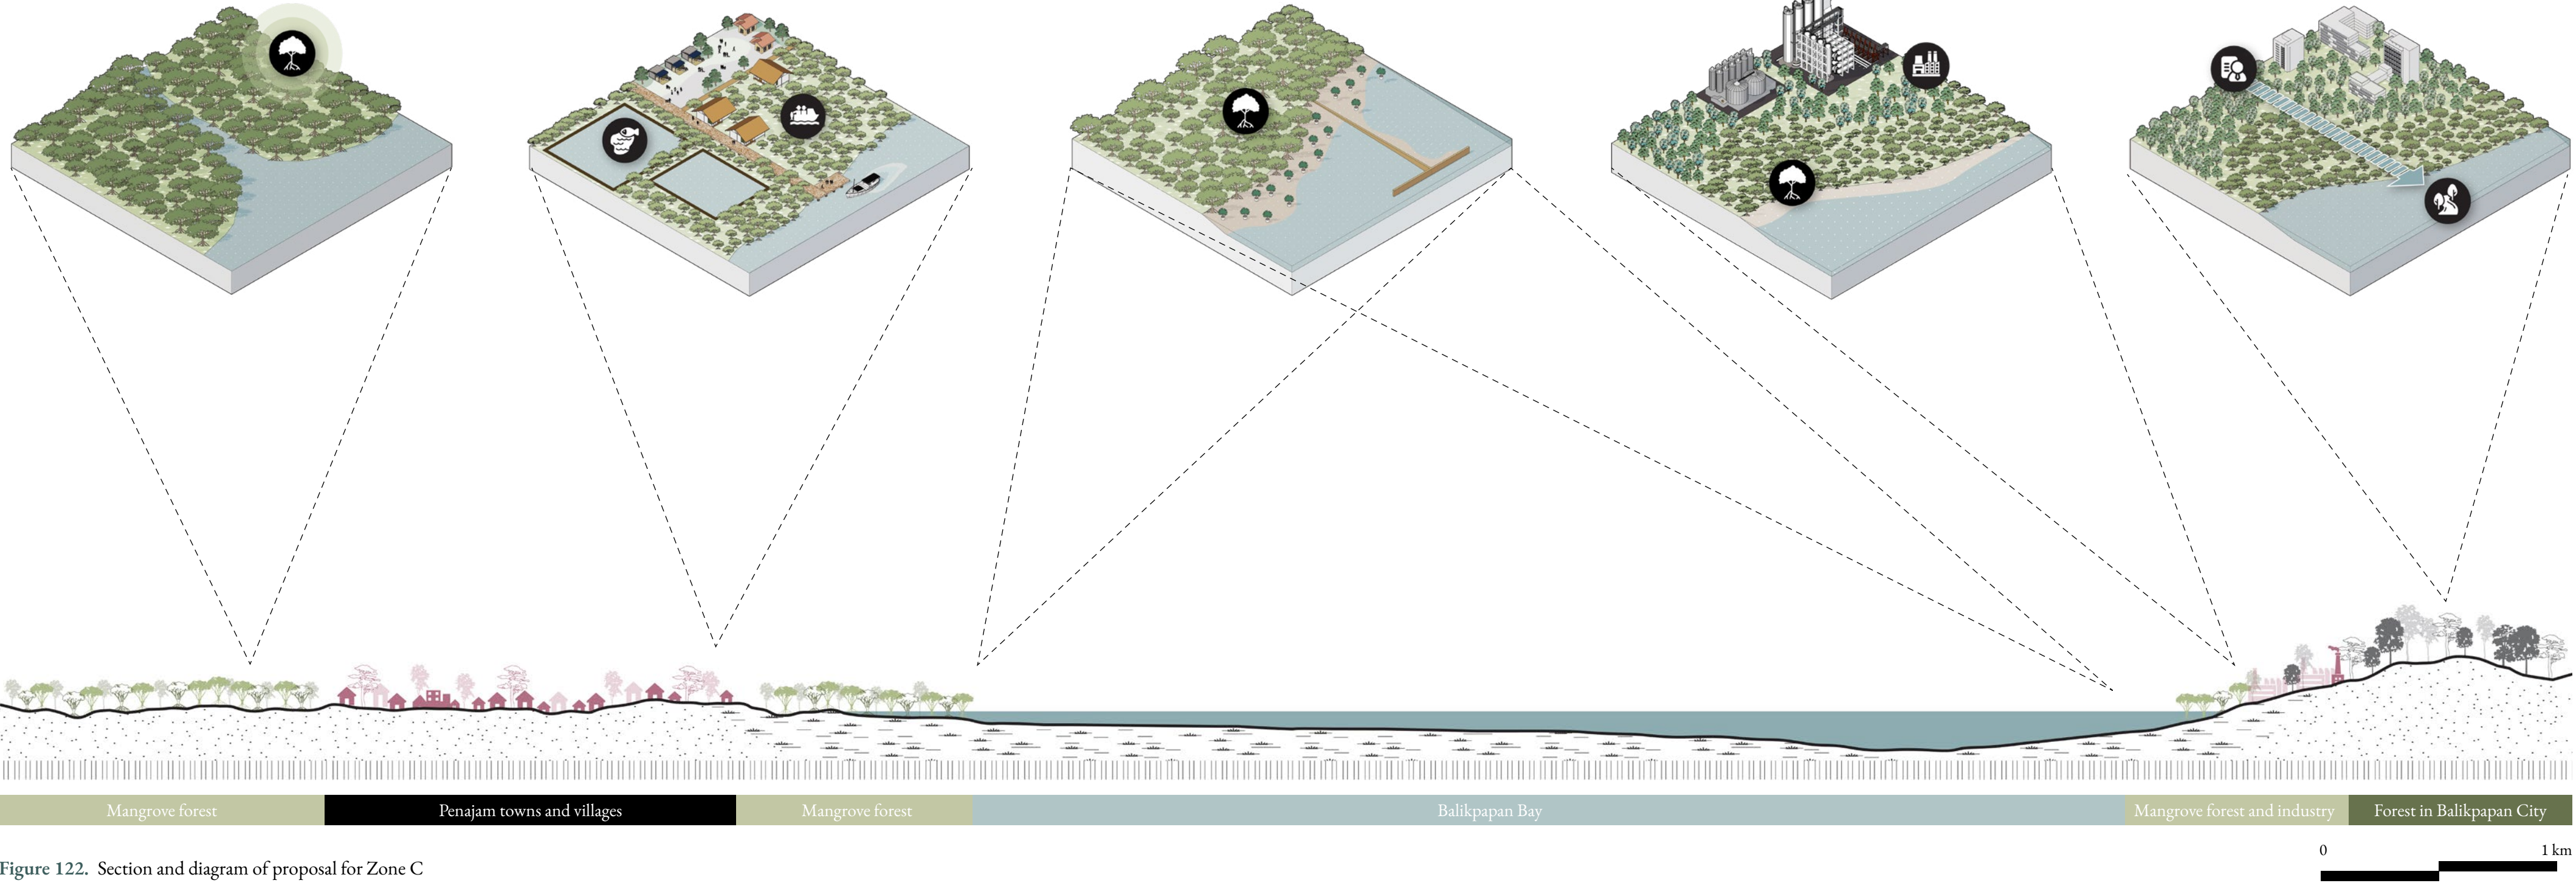 Mangrove forest
Penajam towns and villages
Mangrove forest
Balikpapan Bay
Mangrove forest and industry
Forest in Balikpapan City
Figure 122. Section and diagram of proposal for Zone C
0 1 km